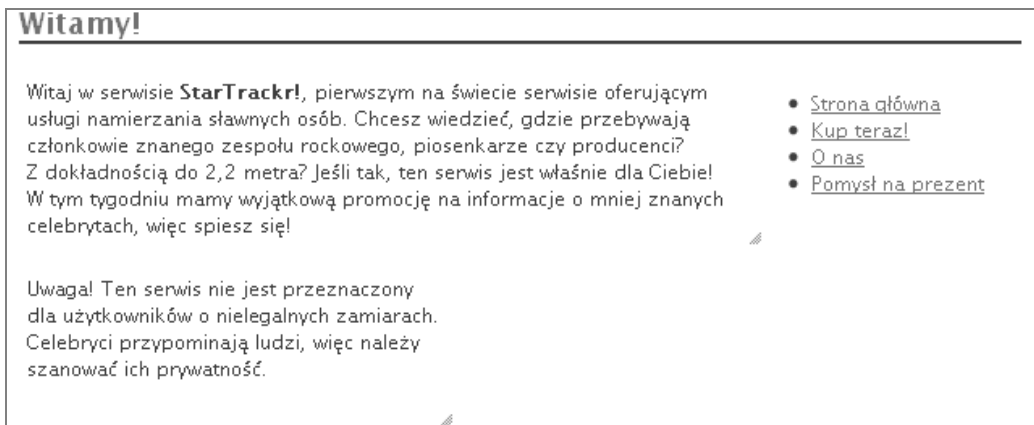 Witamy!
Witaj w serwisie StarTrackr!, pierwszym na świecie serwisie oferującym
usługi namierzania sławnych osób. Chcesz wiedzieć, gdzie przebywają
członkowie znanego zespołu rockowego, piosenkarze czy producenci?
Z dokładnością do 2,2 metra? Jeśli tak, ten serwis jest właśnie dla Ciebie!
W tym tygodniu mamy wyjątkową promocję na informacje o mniej znanych
celebrytach, więc spiesz się!
Strona główna
Kup teraz!
O nas
Pomysł na prezent
Uwaga! Ten serwis nie jest przeznaczony
dla użytkowników o nielegalnych zamiarach.
Celebryci przypominają ludzi, więc należy
szanować ich prywatność.